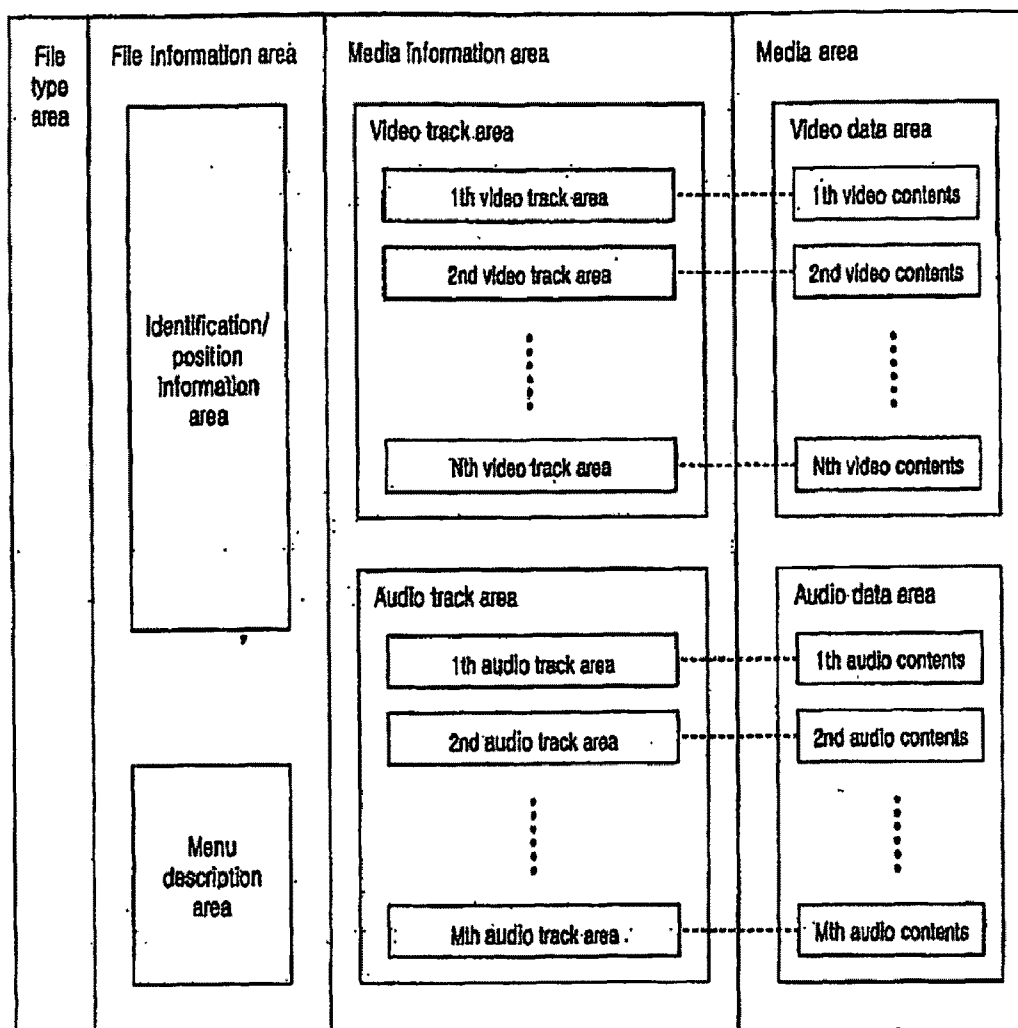 File
type
area
File information area
Identification/
position
information
area
Menu
description
area
Media information area
Video track area
1th video track area
2nd video track area
Nth video track area
Audio track area
1th audio track area
2nd audio track area
Mth audio track area
Media area
Video data area
1th video contents
2nd video contents
Nth video contents
Audio data area
1th audio contents
2nd audio contents
Mth audio contents